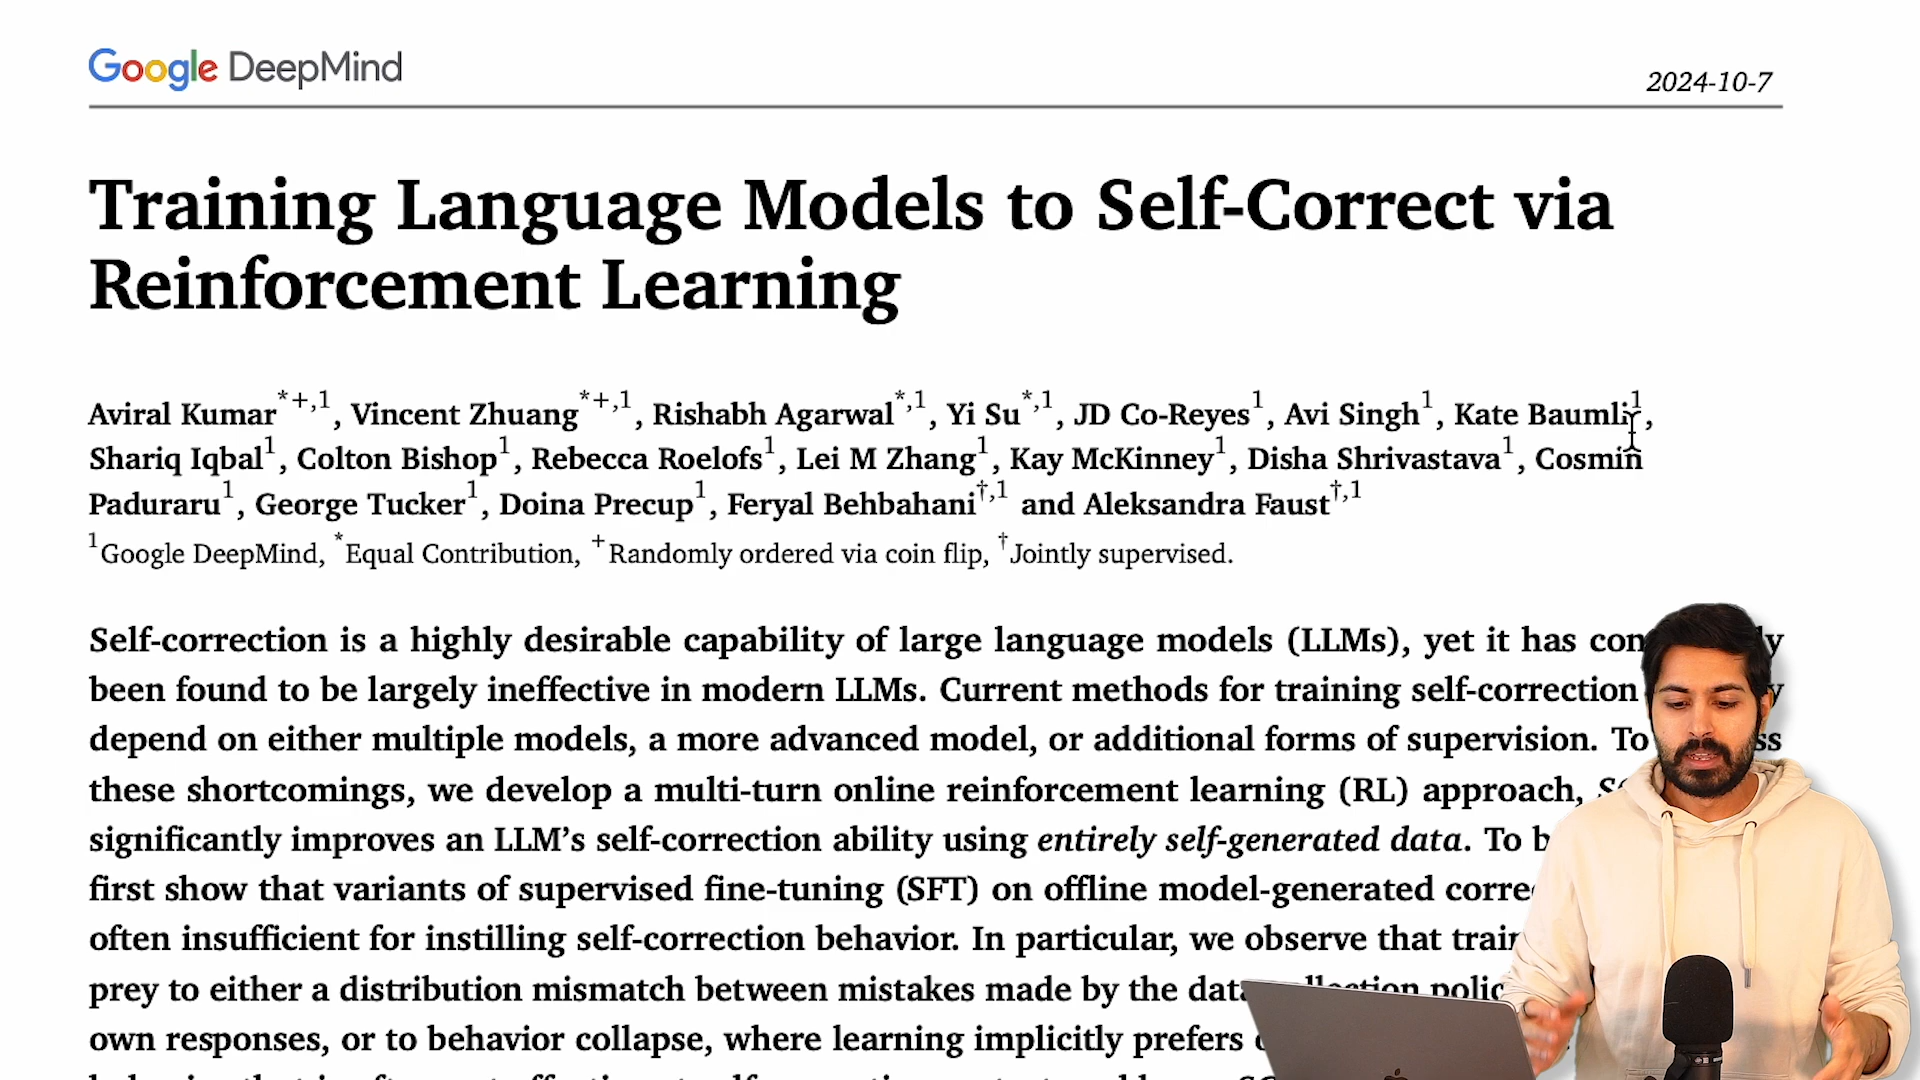 Google DeepMind
2024-10-7
Training Language Models to Self-Correct via
Reinforcement Learning
Aviral Kumar*+,1, Vincent Zhuang*+,1, Rishabh Agarwal*,1, Yi Su*,1, JD Co-Reyes1, Avi Singh1, Kate Baumli1,
Shariq Iqbal1, Colton Bishop1, Rebecca Roelofs1, Lei M Zhang1, Kay McKinney1, Disha Shrivastava1, Cosmin
Paduraru1, George Tucker1, Doina Precup1, Feryal Behbahani†,1 and Aleksandra Faust†,1
1Google DeepMind, *Equal Contribution, +Randomly ordered via coin flip, †Jointly supervised.
Self-correction is a highly desirable capability of large language models (LLMs), yet it has
been found to be largely ineffective in modern LLMs. Current methods for training self-correction
depend on either multiple models, a more advanced model, or additional forms of supervision. To
these shortcomings, we develop a multi-turn online reinforcement learning (RL) approach,
significantly improves an LLM's self-correction ability using entirely self-generated data. To
first show that variants of supervised fine-tuning (SFT) on offline model-generated
often insufficient for instilling self-correction behavior. In particular, we observe that
prey to either a distribution mismatch between mistakes made by the
own responses, or to behavior collapse, where learning implicitly prefers